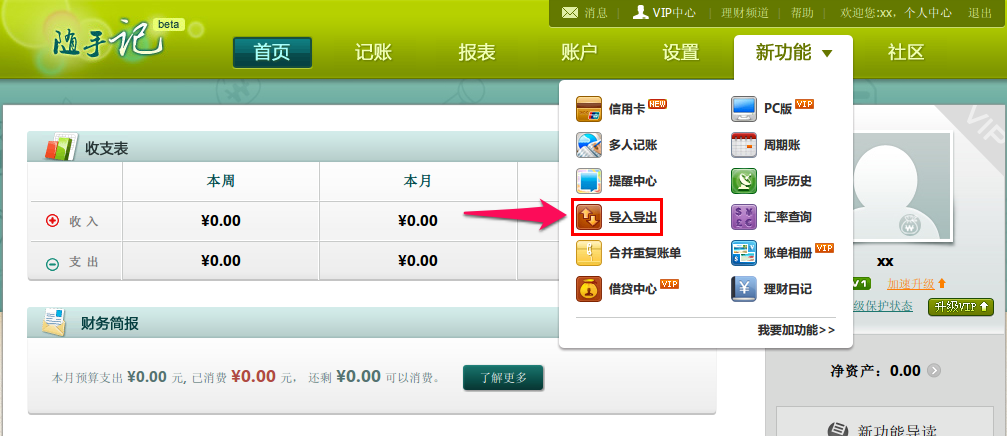 消息 | VIP中心 | 理财频道 | 帮助 | 欢迎您:xx, 个人中心 退出
随手记 beta
首页 记账 报表 账户 设置 新功能 社区
信用卡 NEW PC版 VIP
多人记账 周期账
提醒中心 同步历史
导入导出 汇率查询
合并重复账单 账单相册 VIP
借贷中心 VIP 理财日记
我要加功能>>
收支表
本周 本月
收入 ¥0.00 ¥0.00
支出 ¥0.00 ¥0.00
财务简报
本月预算支出 ¥0.00 元, 已消费 ¥0.00 元, 还剩 ¥0.00 可以消费。 了解更多
VIP
xx
V1 加速升级
级保护状态 升级VIP
净资产: 0.00
新功能导读